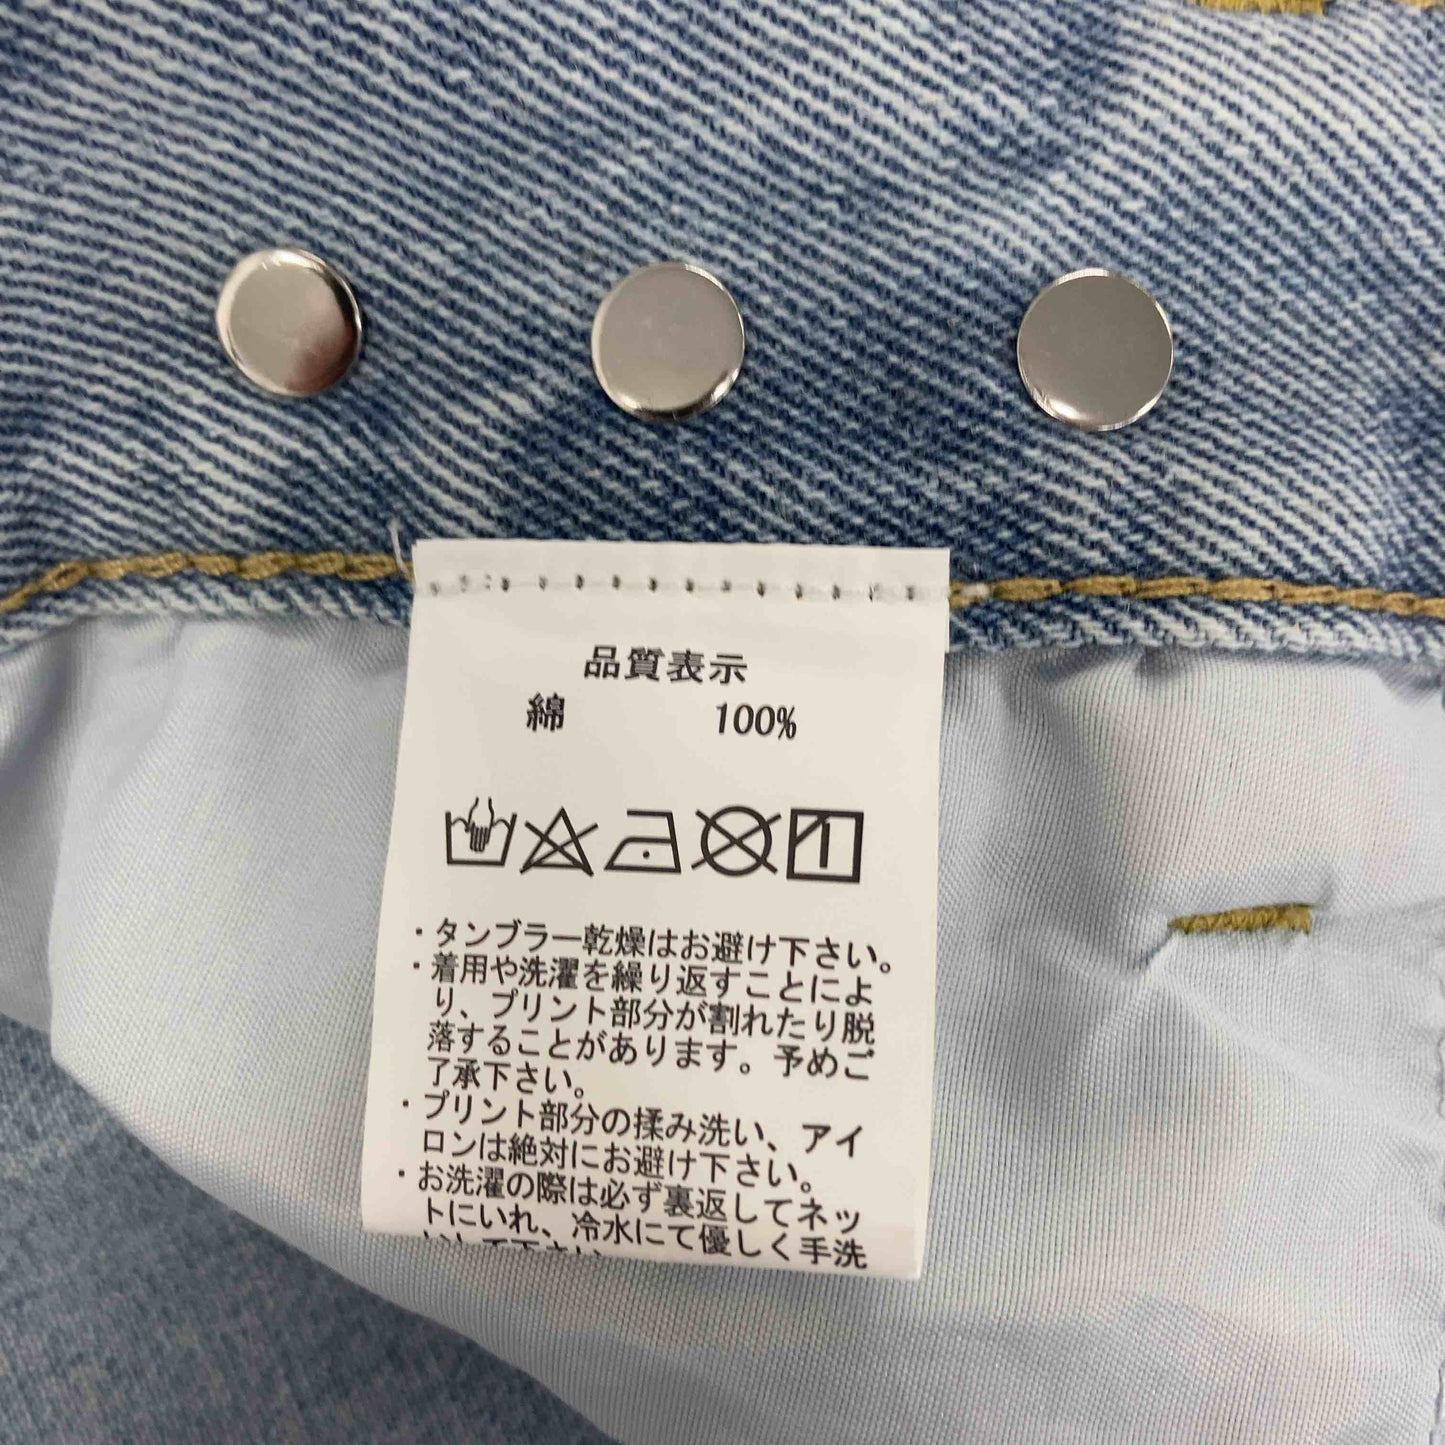 品質表示
綿 100%
・タンブラー乾燥はお避け下さい。
・着用や洗濯を繰り返すことによ
り、プリント部分が割れたり脱
落することがあります。予めご
了承下さい。
・プリント部分の揉み洗い、アイ
ロンは絶対にお避け下さい。
・お洗濯の際は必ず裏返してネッ
トにいれ、冷水にて優しく手洗
いして下さい。